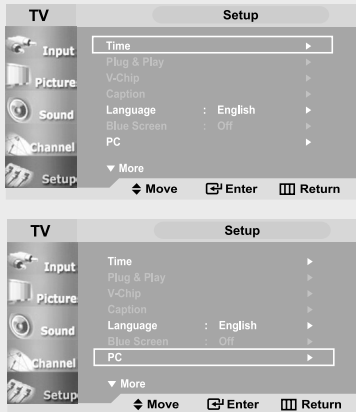 TV Setup
Input
Time
Plug & Play
Picture
V-Chip
Caption
Sound
Language : English
Blue Screen : Off
Channel
PC
▼ More
Setup
Move Enter Return
TV Setup
Input
Time
Plug & Play
Picture
V-Chip
Caption
Sound
Language : English
Blue Screen : Off
Channel
PC
▼ More
Setup
Move Enter Return